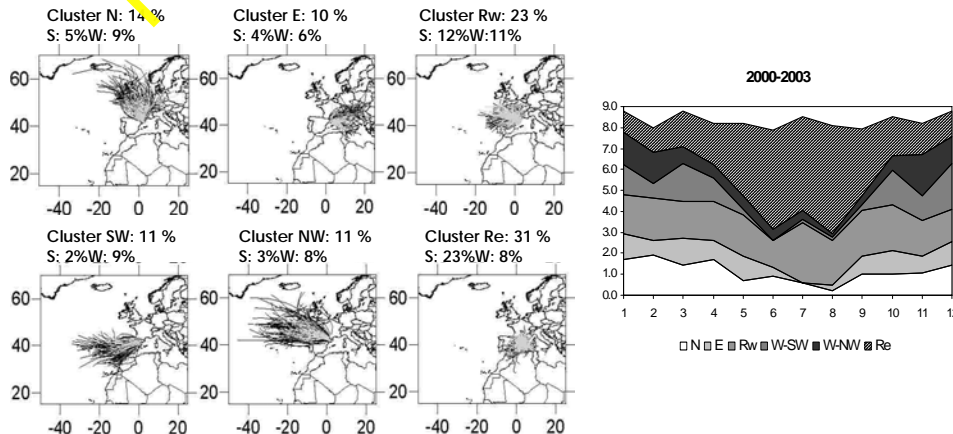 Cluster N: 14 %
S: 5%W: 9%
Cluster E: 10 %
S: 4%W: 6%
Cluster Rw: 23 %
S: 12%W:11%
60
40
20
-40 -20 0 20
60
40
20
-40 -20 0 20
60
40
20
-40 -20 0 20
Cluster SW: 11 %
S: 2%W: 9%
Cluster NW: 11 %
S: 3%W: 8%
Cluster Re: 31 %
S: 23%W: 8%
60
40
20
-40 -20 0 20
60
40
20
-40 -20 0 20
60
40
20
-40 -20 0 20
2000-2003
9.0
8.0
7.0
6.0
5.0
4.0
3.0
2.0
1.0
0.0
1 2 3 4 5 6 7 8 9 10 11 12
N E Rw W-SW W-NW Re